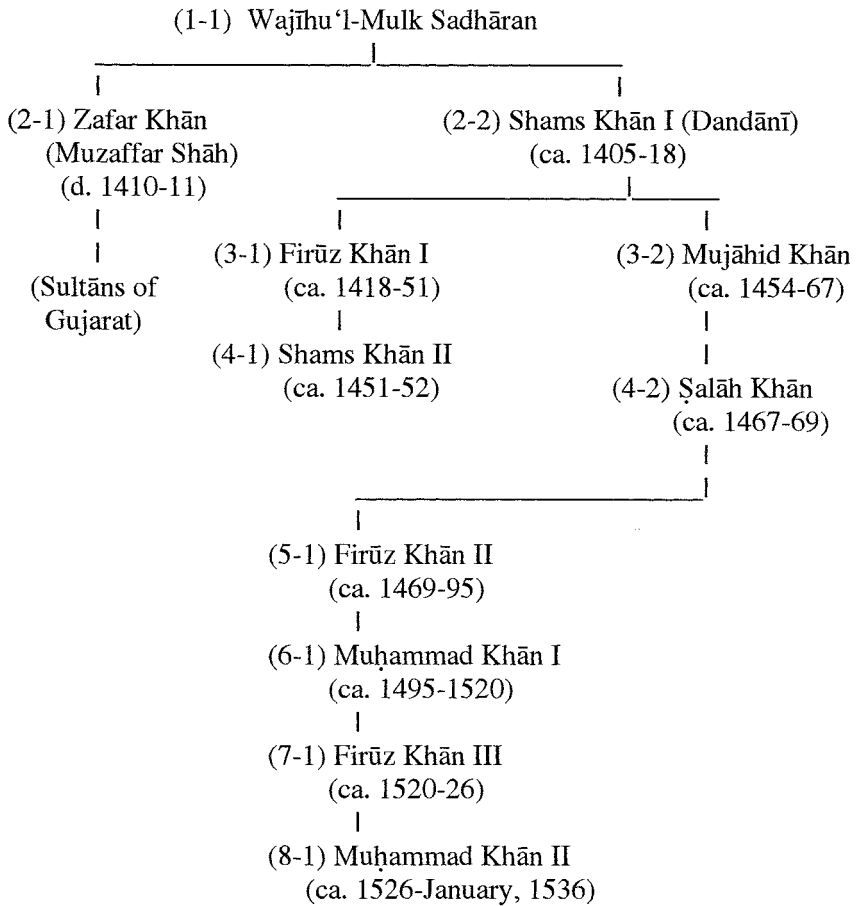 (1-1) Wajīhu‘l-Mulk Sadhāran
(2-1) Zafar Khān (2-2) Shams Khān I (Dandānī)
(Muzaffar Shāh) (ca. 1405-18)
(d. 1410-11)
(3-1) Firūz Khān I (3-2) Mujāhid Khān
(Sultāns of (ca. 1418-51) (ca. 1454-67)
Gujarat)
(4-1) Shams Khān II
(ca. 1451-52) (4-2) Ṣalāh Khān
(ca. 1467-69)
(5-1) Firūz Khān II
(ca. 1469-95)
(6-1) Muḥammad Khān I
(ca. 1495-1520)
(7-1) Firūz Khān III
(ca. 1520-26)
(8-1) Muḥammad Khān II
(ca. 1526-January, 1536)